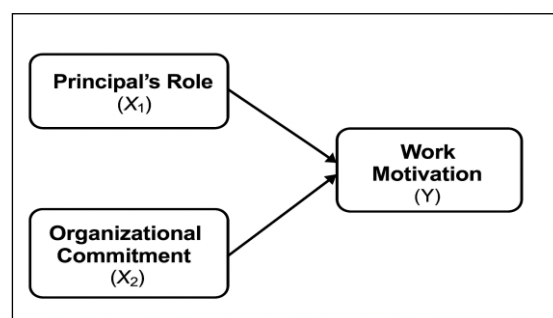 Principal's Role
(X₁)
Work
Motivation
(Y)
Organizational
Commitment
(X₂)